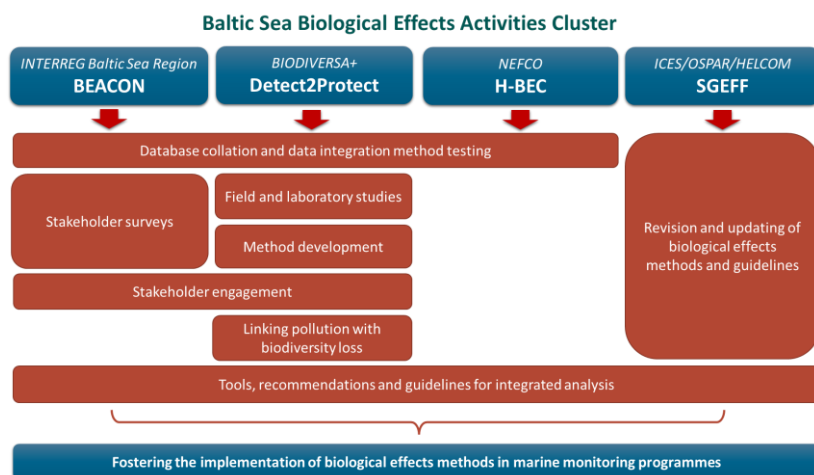 Baltic Sea Biological Effects Activities Cluster
INTERREG Baltic Sea Region
BEACON
BIODIVERSA+
Detect2Protect
NEFCO
H-BEC
ICES/OSPAR/HELCOM
SGEFF
Database collation and data integration method testing
Stakeholder surveys
Field and laboratory studies
Method development
Revision and updating of
biological effects
methods and guidelines
Stakeholder engagement
Linking pollution with
biodiversity loss
Tools, recommendations and guidelines for integrated analysis
Fostering the implementation of biological effects methods in marine monitoring programmes